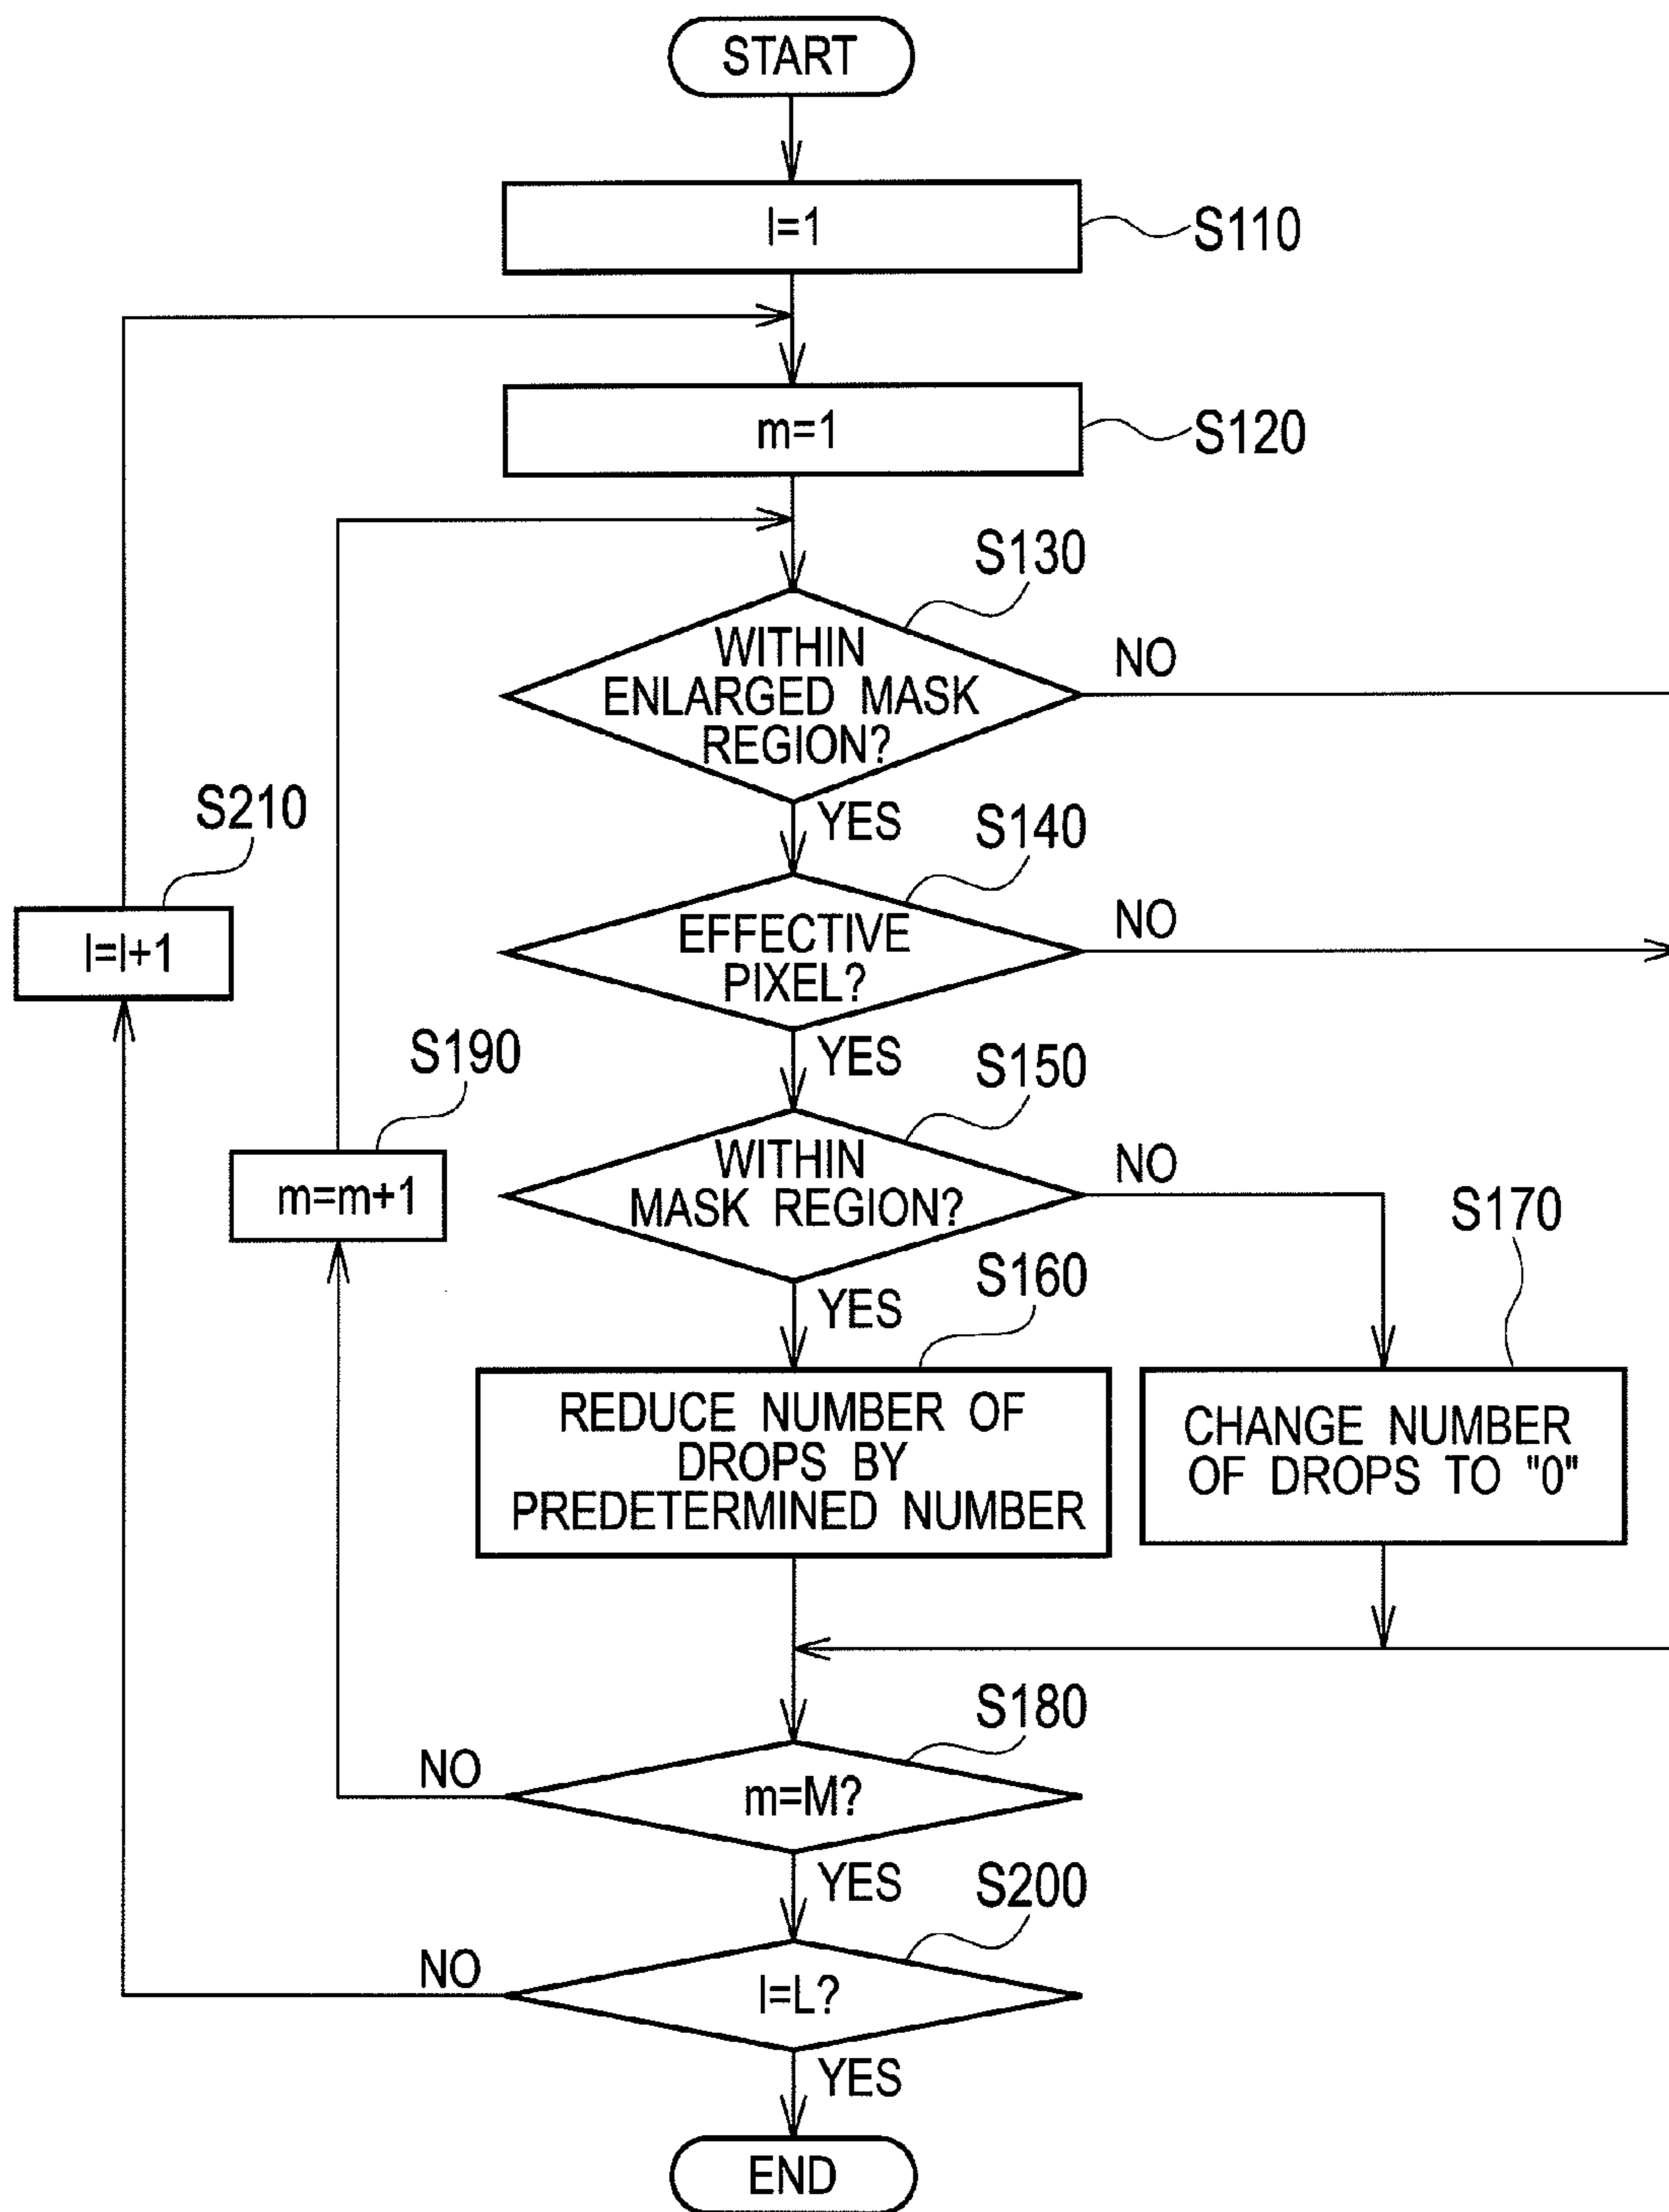 START
l=1
S110
m=1
S120
S130
WITHIN
ENLARGED MASK
REGION?
NO
YES
S210
l=l+1
S140
EFFECTIVE
PIXEL?
NO
YES
S190
m=m+1
S150
WITHIN
MASK REGION?
NO
YES
S160
REDUCE NUMBER OF
DROPS BY
PREDETERMINED NUMBER
S170
CHANGE NUMBER
OF DROPS TO "0"
S180
m=M?
NO
YES
S200
l=L?
NO
YES
END